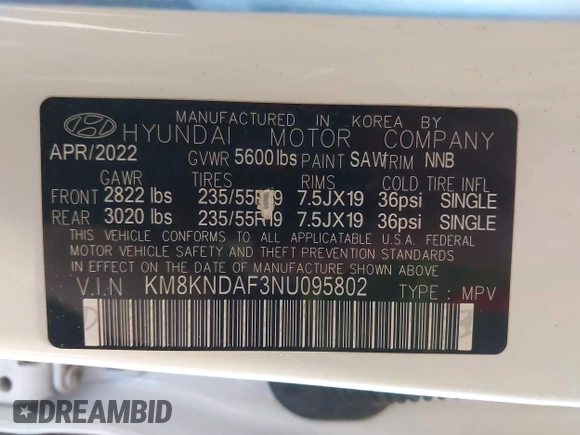 MANUFACTURED IN KOREA BY
HYUNDAI MOTOR COMPANY
APR/2022 GVWR 5600 lbs PAINT SAW TRIM NNB
GAWR TIRES RIMS COLD TIRE INFL
FRONT 2822 lbs 235/55R19 7.5JX19 36psi SINGLE
REAR 3020 lbs 235/55R19 7.5JX19 36psi SINGLE
THIS VEHICLE CONFORMS TO ALL APPLICABLE U.S.A. FEDERAL
MOTOR VEHICLE SAFETY AND THEFT PREVENTION STANDARDS
IN EFFECT ON THE DATE OF MANUFACTURE SHOWN ABOVE.
V.I.N KM8KNDAF3NU095802 TYPE : MPV
DREAMBID